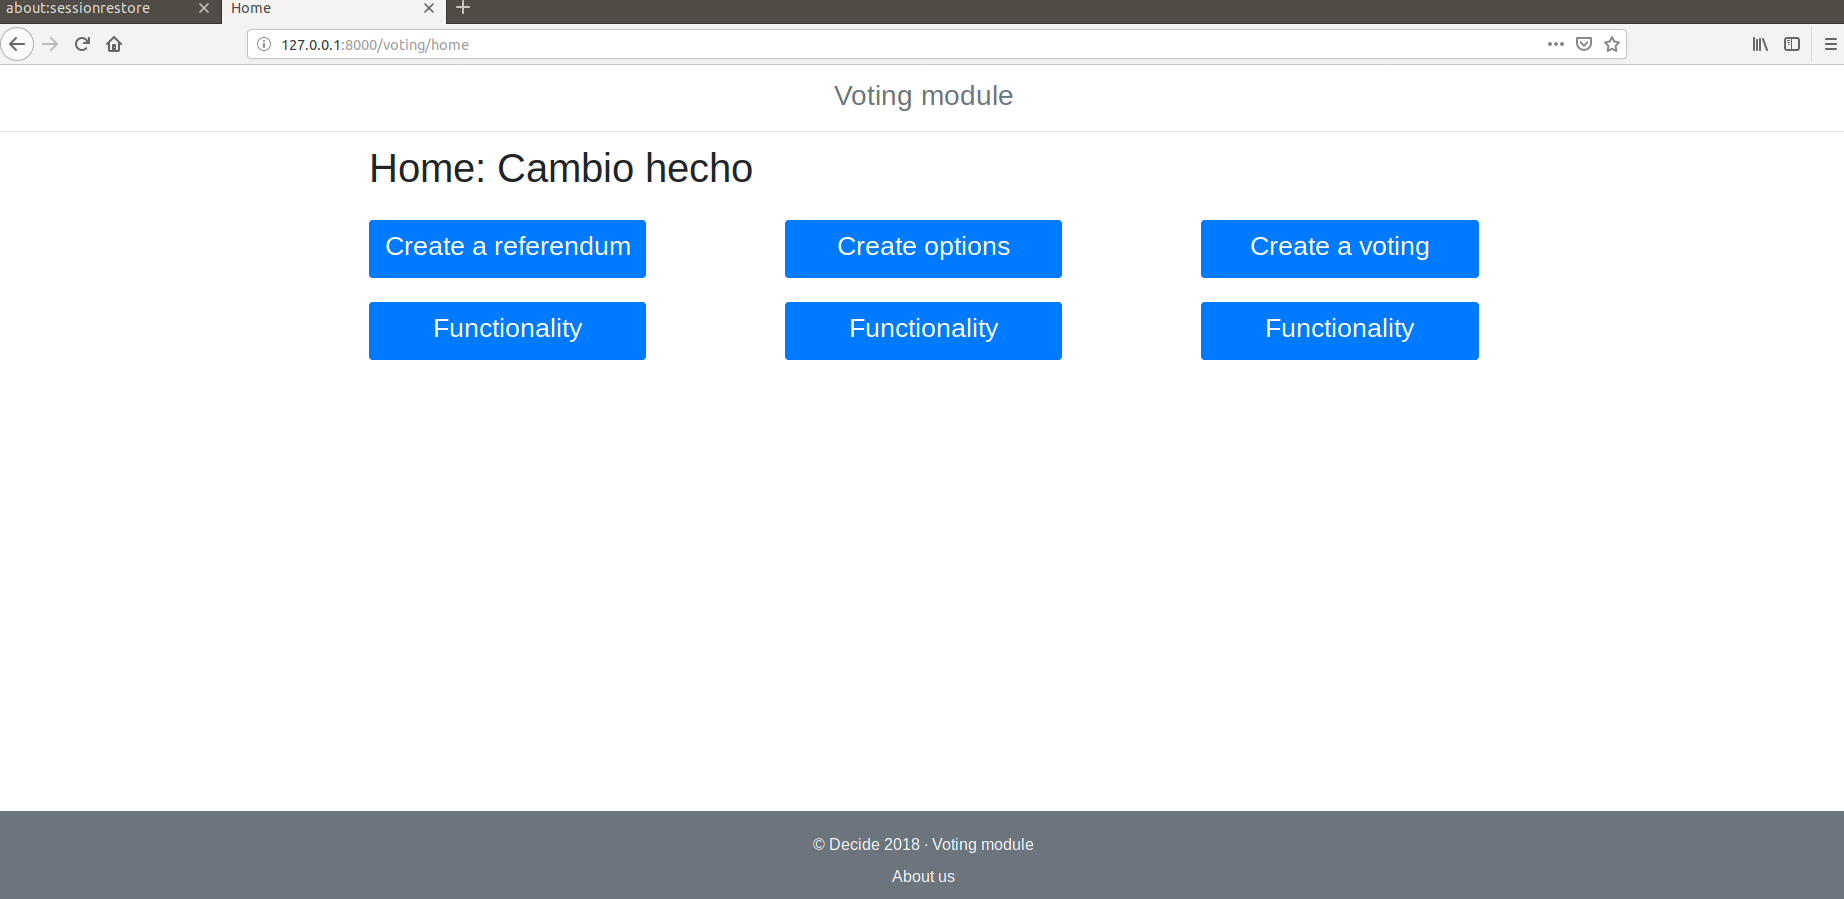 about:sessionrestore
Home
127.0.0.1:8000/voting/home
Voting module
Home: Cambio hecho
Create a referendum
Create options
Create a voting
Functionality
Functionality
Functionality
© Decide 2018 · Voting module
About us